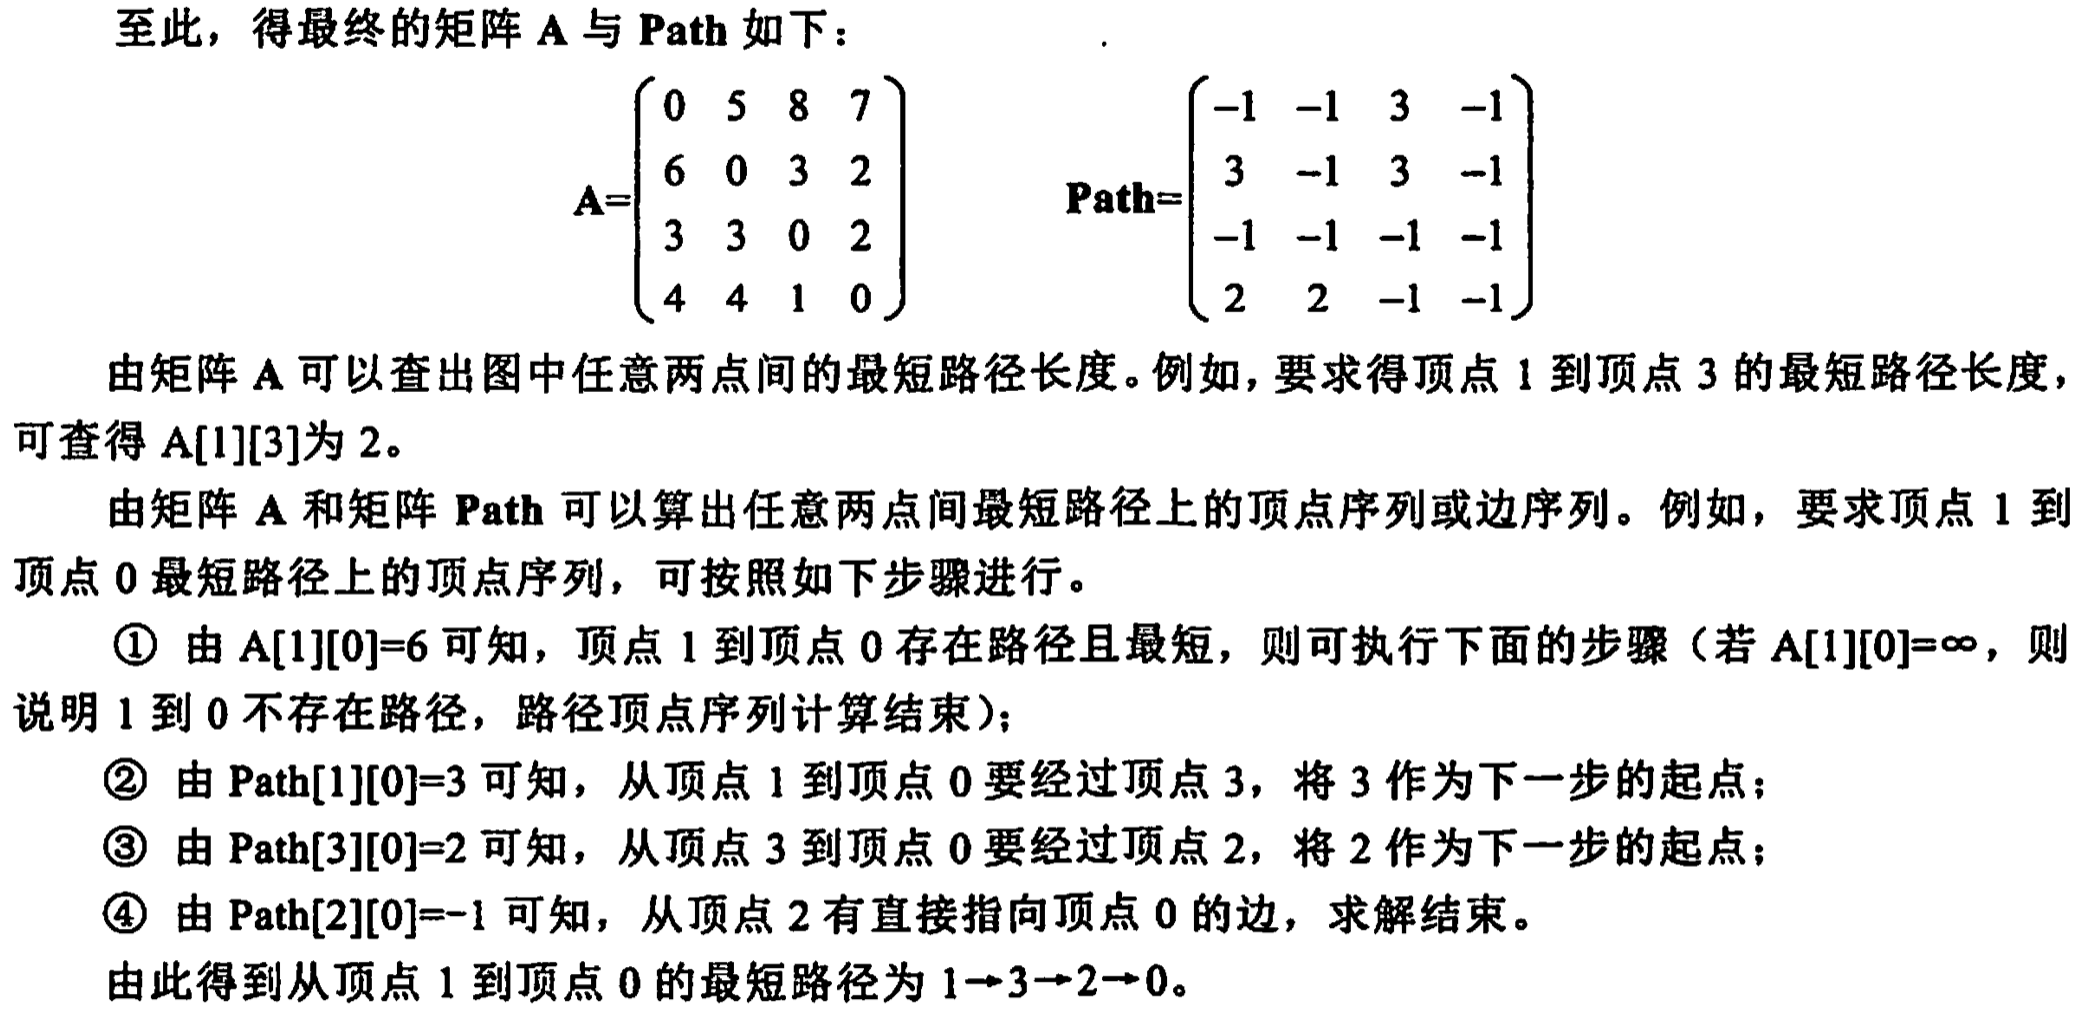 至此，得最终的矩阵 A 与 Path 如下：
0 5 8 7 -1 -1 3 -1
6 0 3 2 3 -1 3 -1
A= Path=
3 3 0 2 -1 -1 -1 -1
4 4 1 0 2 2 -1 -1
由矩阵 A 可以查出图中任意两点间的最短路径长度。例如，要求得顶点 1 到顶点 3 的最短路径长度，
可查得 A[1][3]为 2。
由矩阵 A 和矩阵 Path 可以算出任意两点间最短路径上的顶点序列或边序列。例如，要求顶点 1 到
顶点 0 最短路径上的顶点序列，可按照如下步骤进行。
① 由 A[1][0]=6 可知，顶点 1 到顶点 0 存在路径且最短，则可执行下面的步骤（若 A[1][0]=∞，则
说明 1 到 0 不存在路径，路径顶点序列计算结束）；
② 由 Path[1][0]=3 可知，从顶点 1 到顶点 0 要经过顶点 3，将 3 作为下一步的起点；
③ 由 Path[3][0]=2 可知，从顶点 3 到顶点 0 要经过顶点 2，将 2 作为下一步的起点；
④ 由 Path[2][0]=-1 可知，从顶点 2 有直接指向顶点 0 的边，求解结束。
由此得到从顶点 1 到顶点 0 的最短路径为 1→3→2→0。